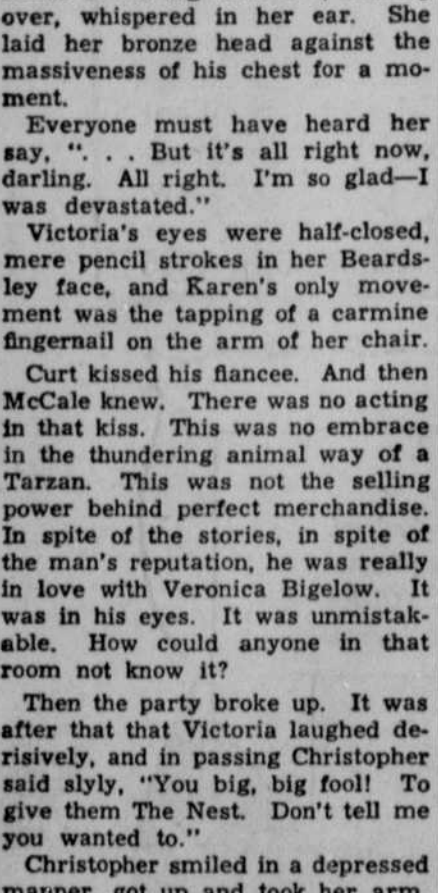 over, whispered in her ear. She
laid her bronze head against the
massiveness of his chest for a mo-
ment.
Everyone must have heard her
say, ". . . But it's all right now,
darling. All right. I'm so glad—I
was devastated."
Victoria's eyes were half-closed,
mere pencil strokes in her Beards-
ley face, and Karen's only move-
ment was the tapping of a carmine
fingernail on the arm of her chair.
Curt kissed his fiancee. And then
McCale knew. There was no acting
in that kiss. This was no embrace
in the thundering animal way of a
Tarzan. This was not the selling
power behind perfect merchandise.
In spite of the stories, in spite of
the man's reputation, he was really
in love with Veronica Bigelow. It
was in his eyes. It was unmistak-
able. How could anyone in that
room not know it?
Then the party broke up. It was
after that that Victoria laughed de-
risively, and in passing Christopher
said slyly, "You big, big fool! To
give them The Nest. Don't tell me
you wanted to."
Christopher smiled in a depressed
manner, got up and took her arm.